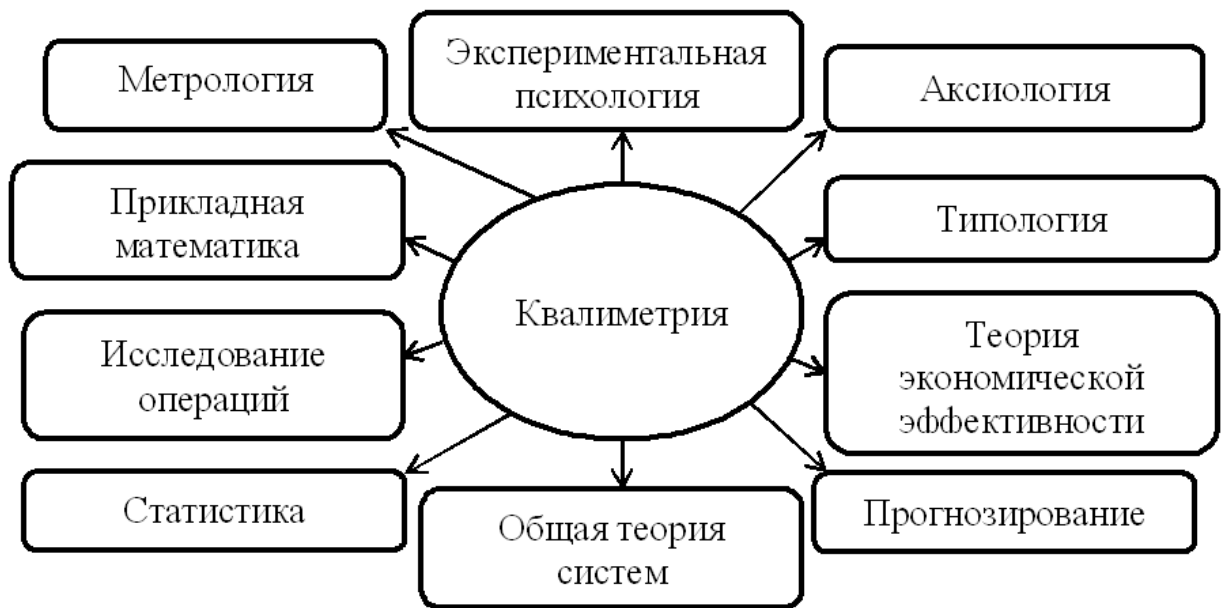 Метрология
Экспериментальная
психология
Аксиология
Прикладная
математика
Типология
Квалиметрия
Исследование
операций
Теория
экономической
эффективности
Статистика
Общая теория
систем
Прогнозирование